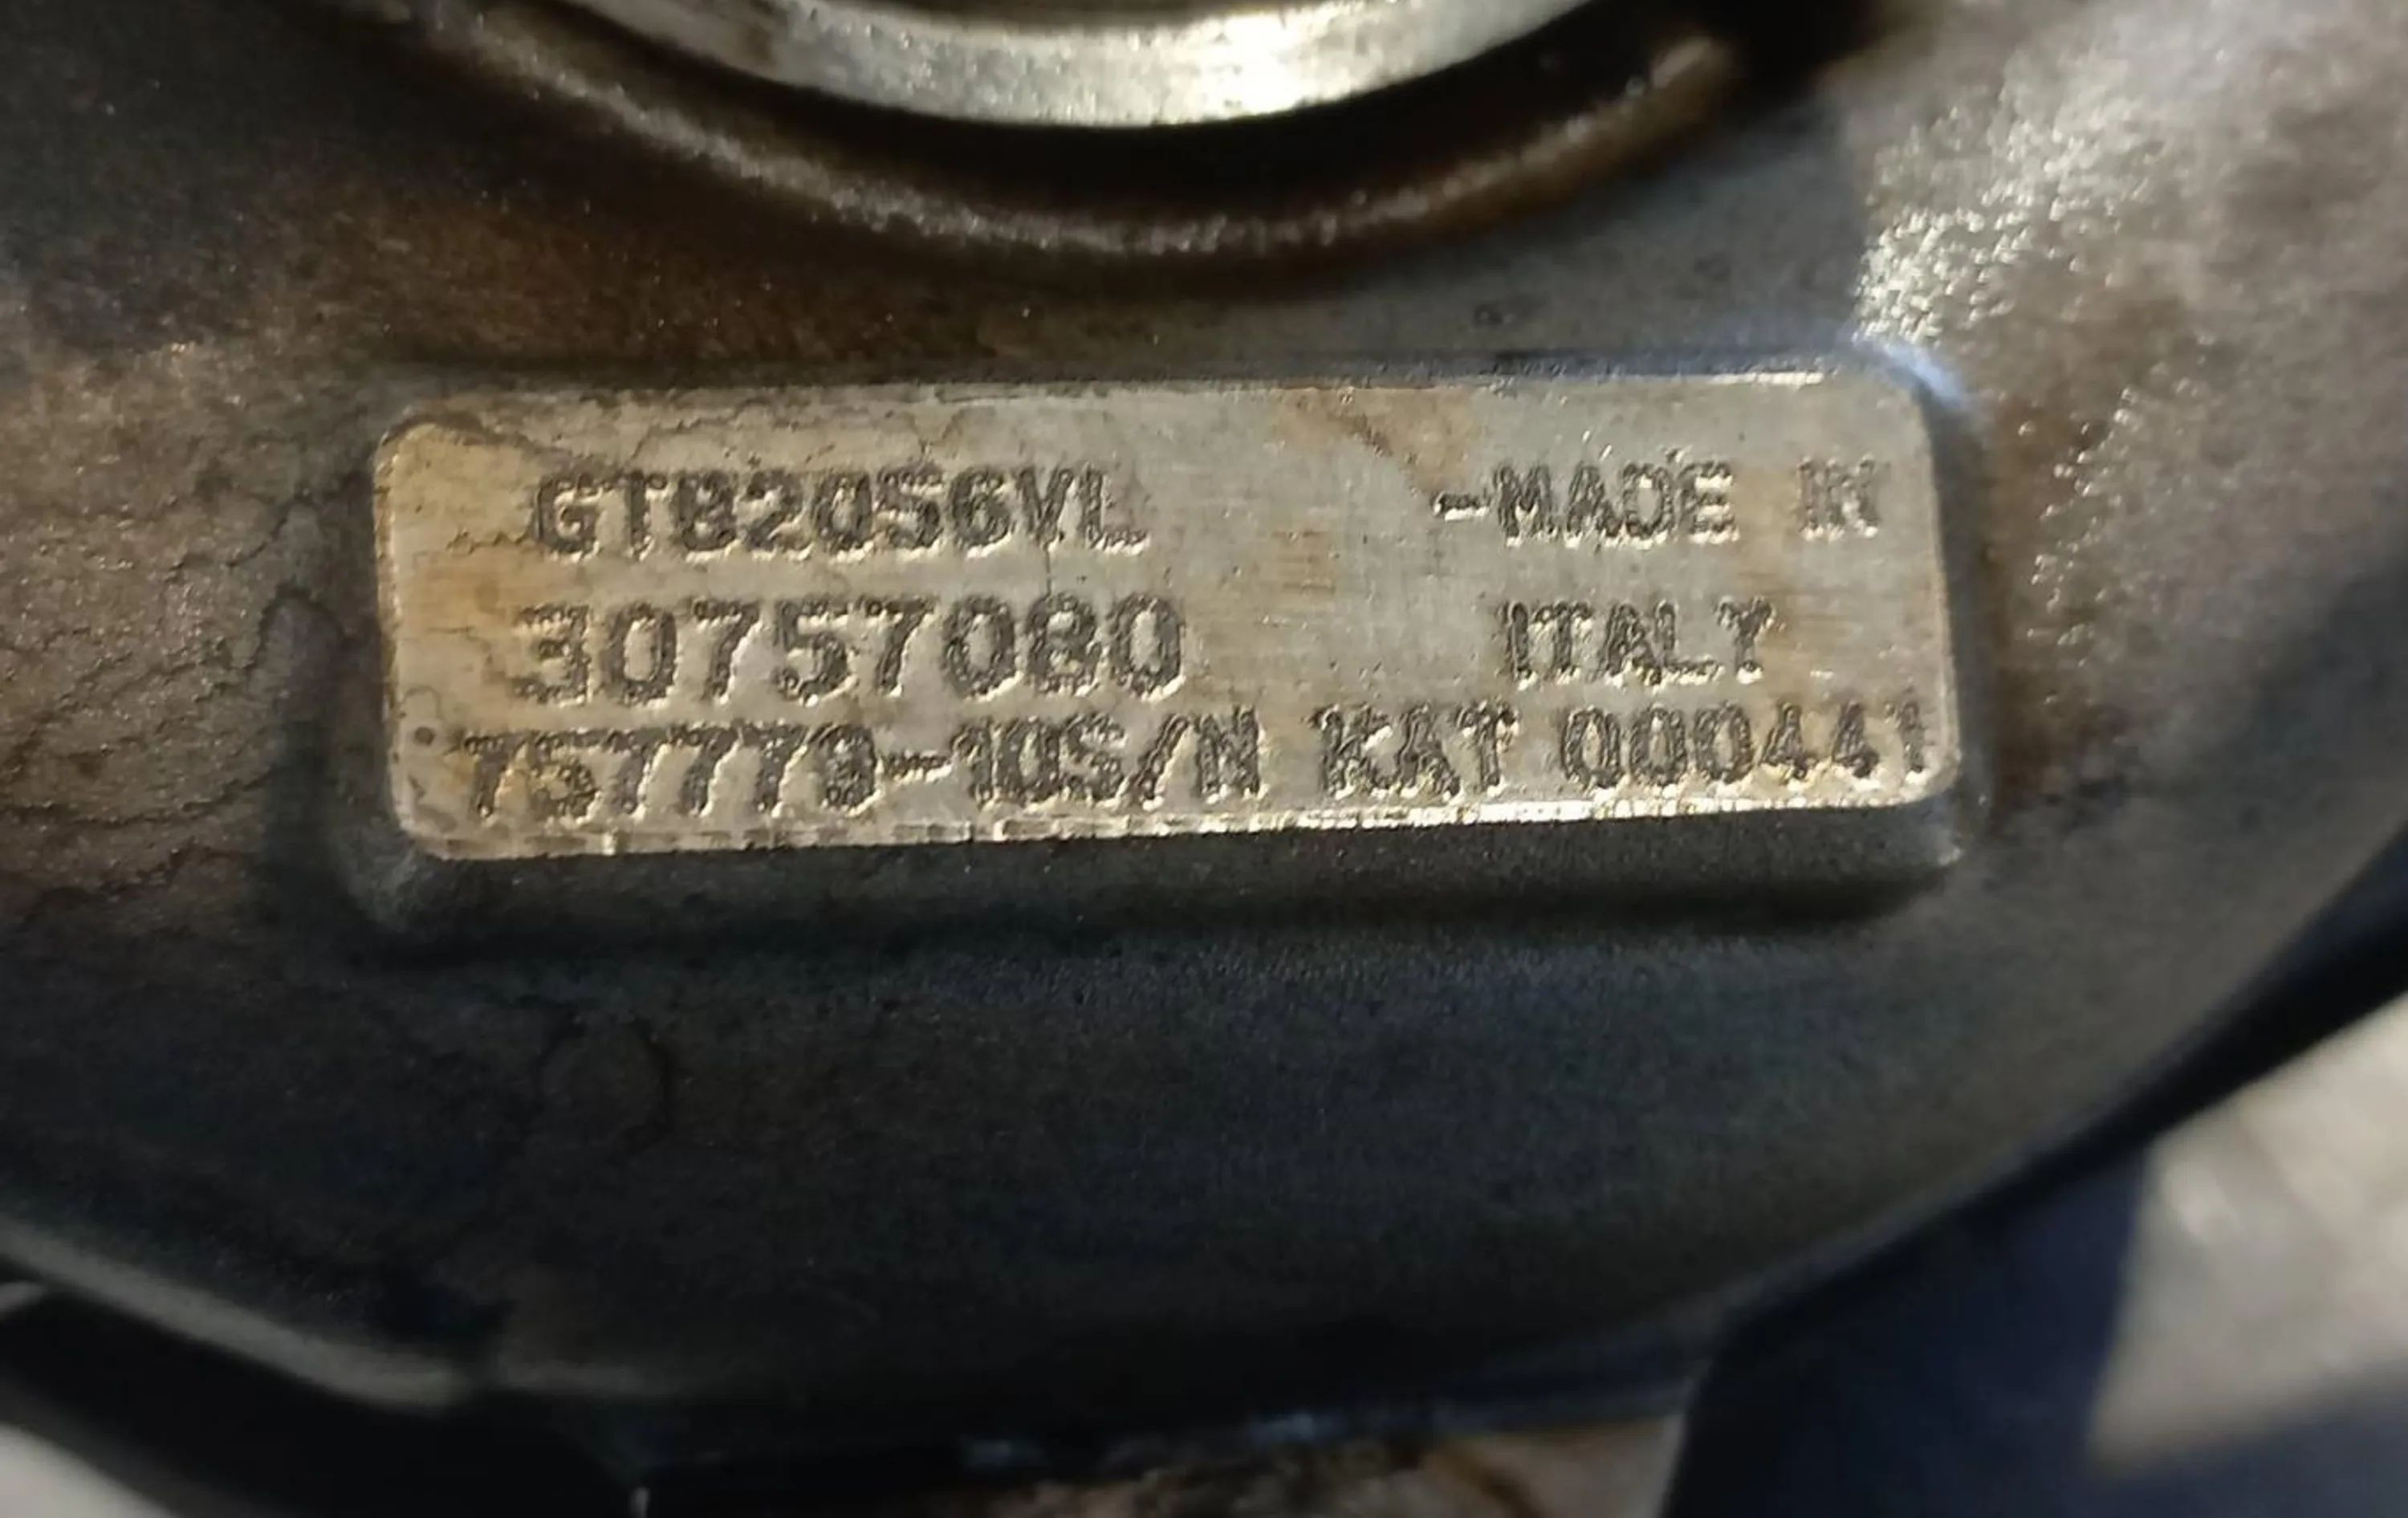 GTB2056VL -MADE IN
30757080 ITALY
757779-10S/N KAT 000441